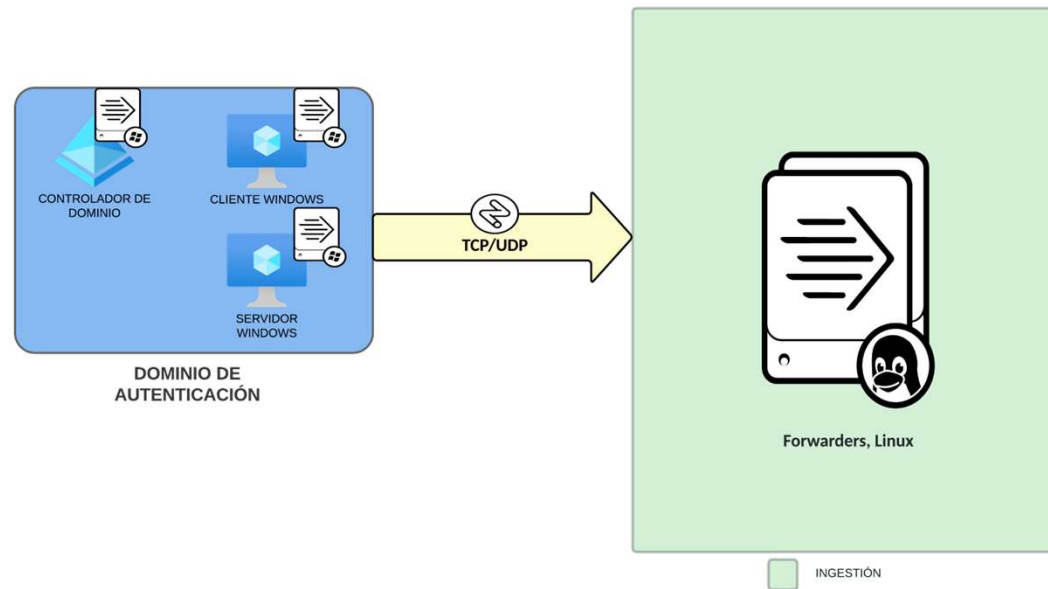 CONTROLADOR DE
DOMINIO
CLIENTE WINDOWS
SERVIDOR
WINDOWS
DOMINIO DE
AUTENTICACIÓN
TCP/UDP
Forwarders, Linux
INGESTIÓN